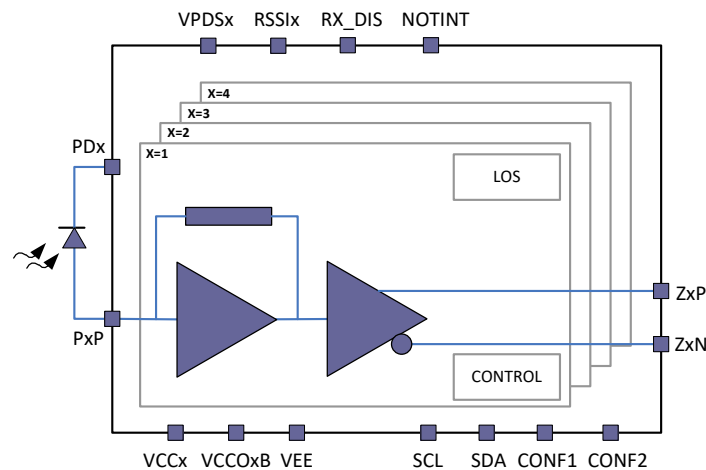 VPDSx RSSIx RX_DIS NOTINT
X=4
X=3
X=2
X=1
PDx
LOS
ZxP
PxP
ZxN
CONTROL
VCCx VCCOxB VEE SCL SDA CONF1 CONF2